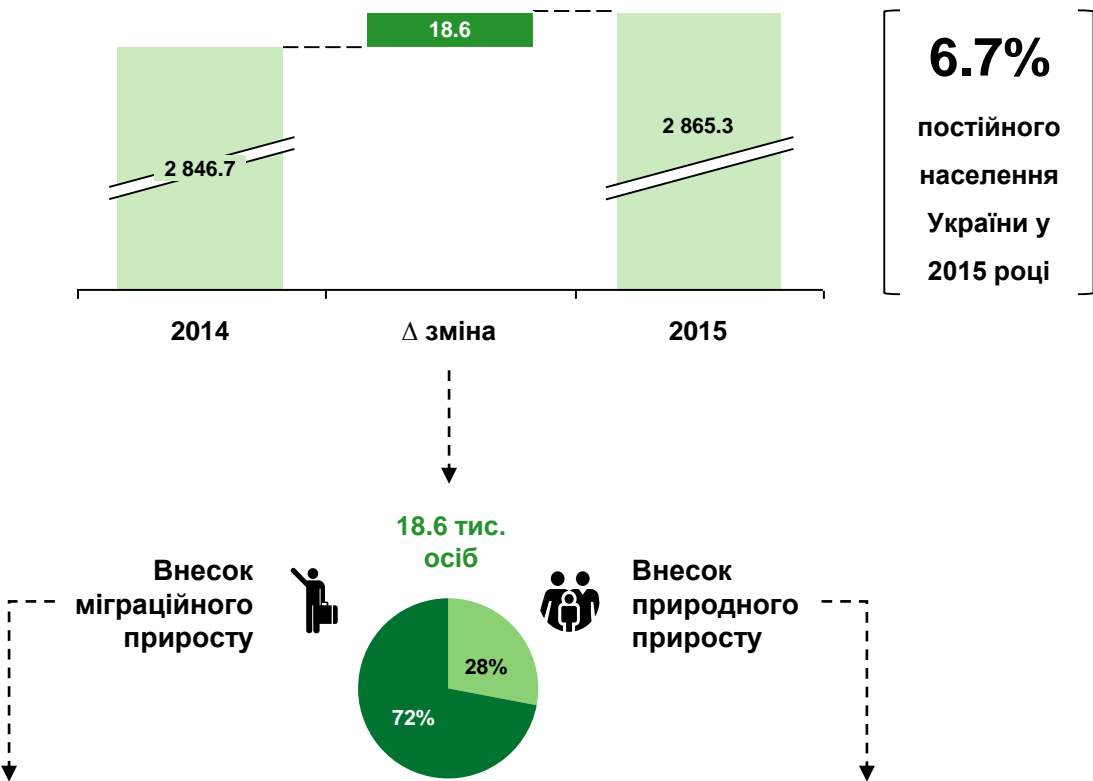 18.6
2 846.7
2 865.3
2014
Δ зміна
2015
6.7%
постійного
населення
України у
2015 році
18.6 тис.
осіб
Внесок
міграційного
приросту
Внесок
природного
приросту
28%
72%